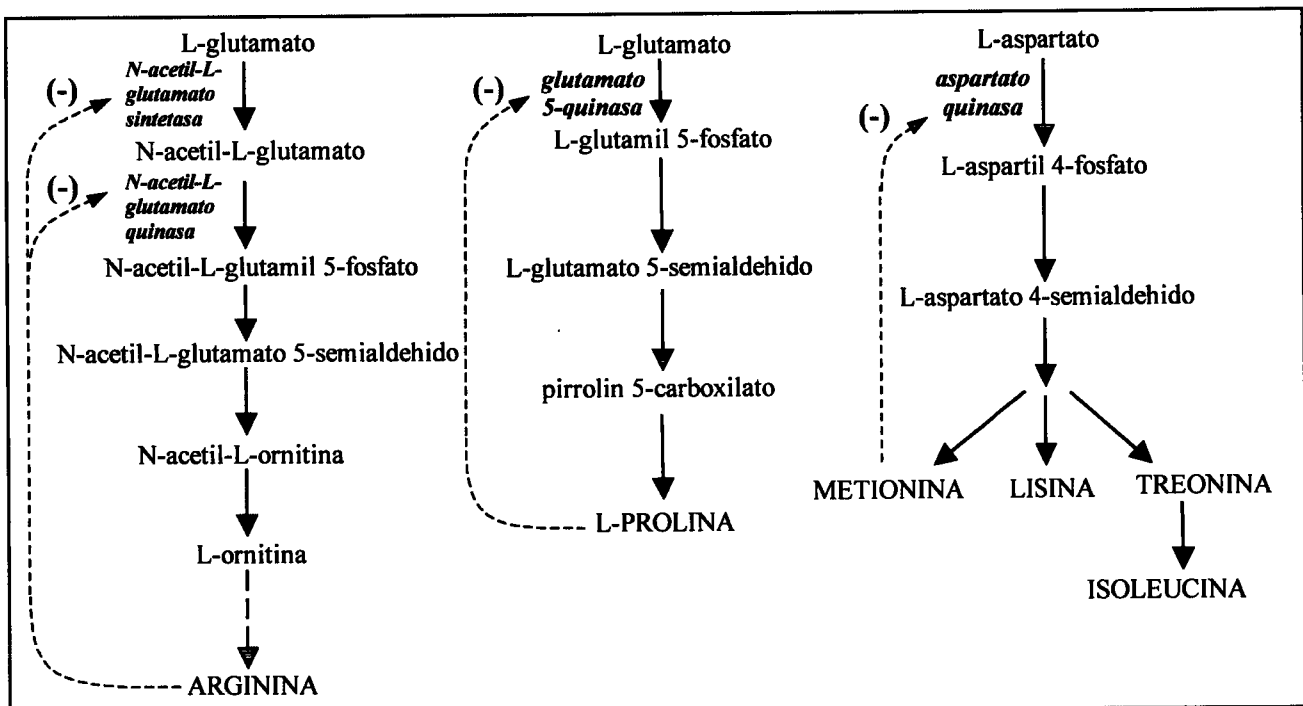 L-glutamato
N-acetil-L-
glutamato
sintetasa
(-)
N-acetil-L-glutamato
(-)
N-acetil-L-
glutamato
quinasa
N-acetil-L-glutamil 5-fosfato
N-acetil-L-glutamato 5-semialdehido
N-acetil-L-ornitina
L-ornitina
ARGININA
L-glutamato
(-)
glutamato
5-quinasa
L-glutamil 5-fosfato
L-glutamato 5-semialdehido
pirrolin 5-carboxilato
L-PROLINA
L-aspartato
(-)
aspartato
quinasa
L-aspartil 4-fosfato
L-aspartato 4-semialdehido
METIONINA LISINA TREONINA
ISOLEUCINA